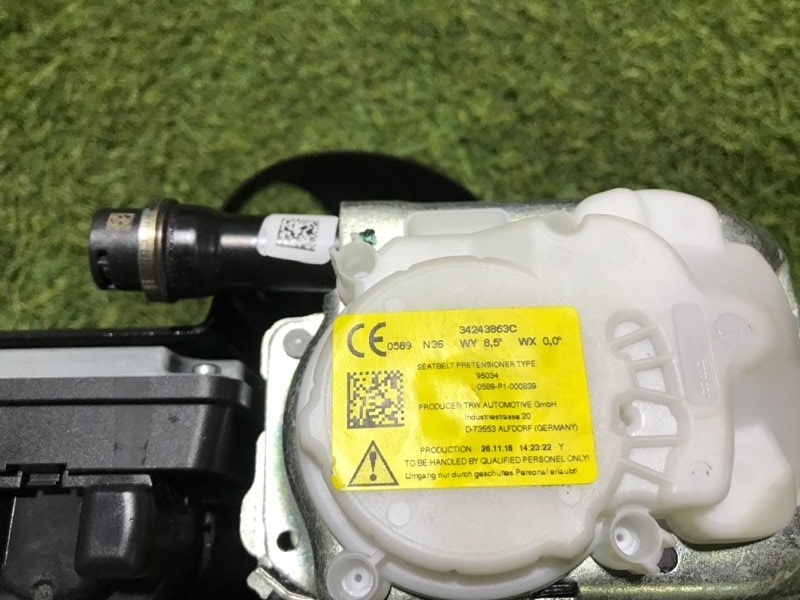 34243863C
CE 0589 N36 WY 8,5° WX 0,0°
SEATBELT PRETENSIONER TYPE:
95034
0589-P1-000839
PRODUCER: TRW AUTOMOTIVE GmbH
Industriestrasse 20
D-73553 ALFDORF (GERMANY)
PRODUCTION: 26.11.18 14:23:22 Y
TO BE HANDLED BY QUALIFIED PERSONEL ONLY!
Umgang nur durch geschultes Personal erlaubt!